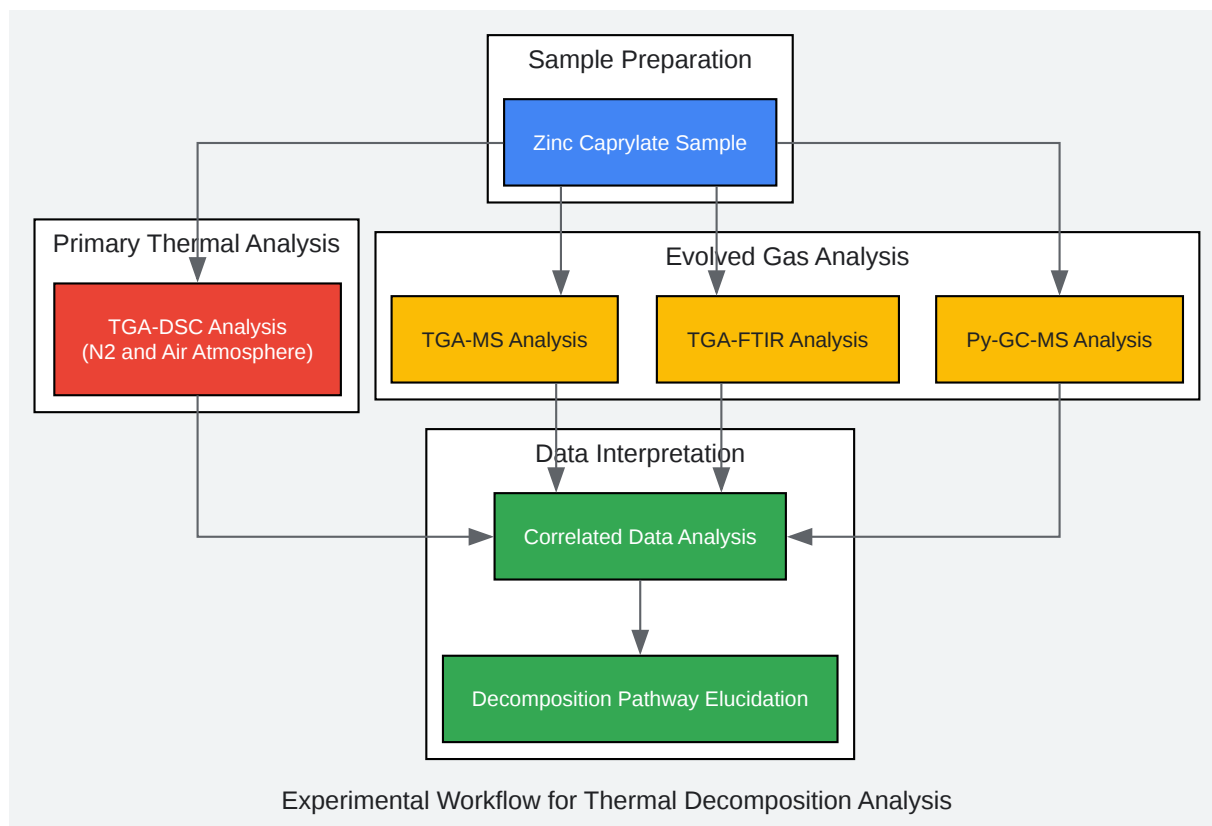 Sample Preparation
Zinc Caprylate Sample
Primary Thermal Analysis
TGA-DSC Analysis
(N2 and Air Atmosphere)
Evolved Gas Analysis
TGA-MS Analysis
TGA-FTIR Analysis
Py-GC-MS Analysis
Data Interpretation
Correlated Data Analysis
Decomposition Pathway Elucidation
Experimental Workflow for Thermal Decomposition Analysis